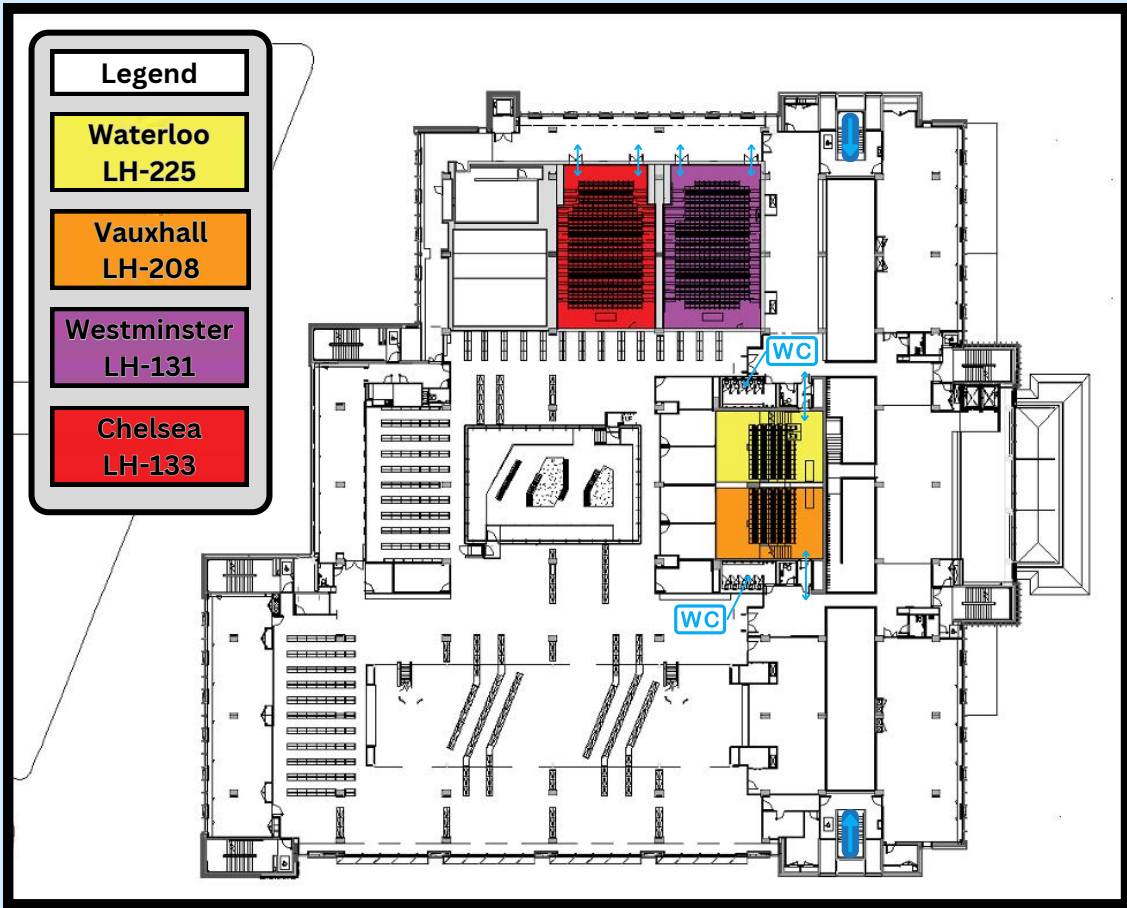 Legend
Waterloo
LH-225
Vauxhall
LH-208
Westminster
LH-131
Chelsea
LH-133
WC
WC